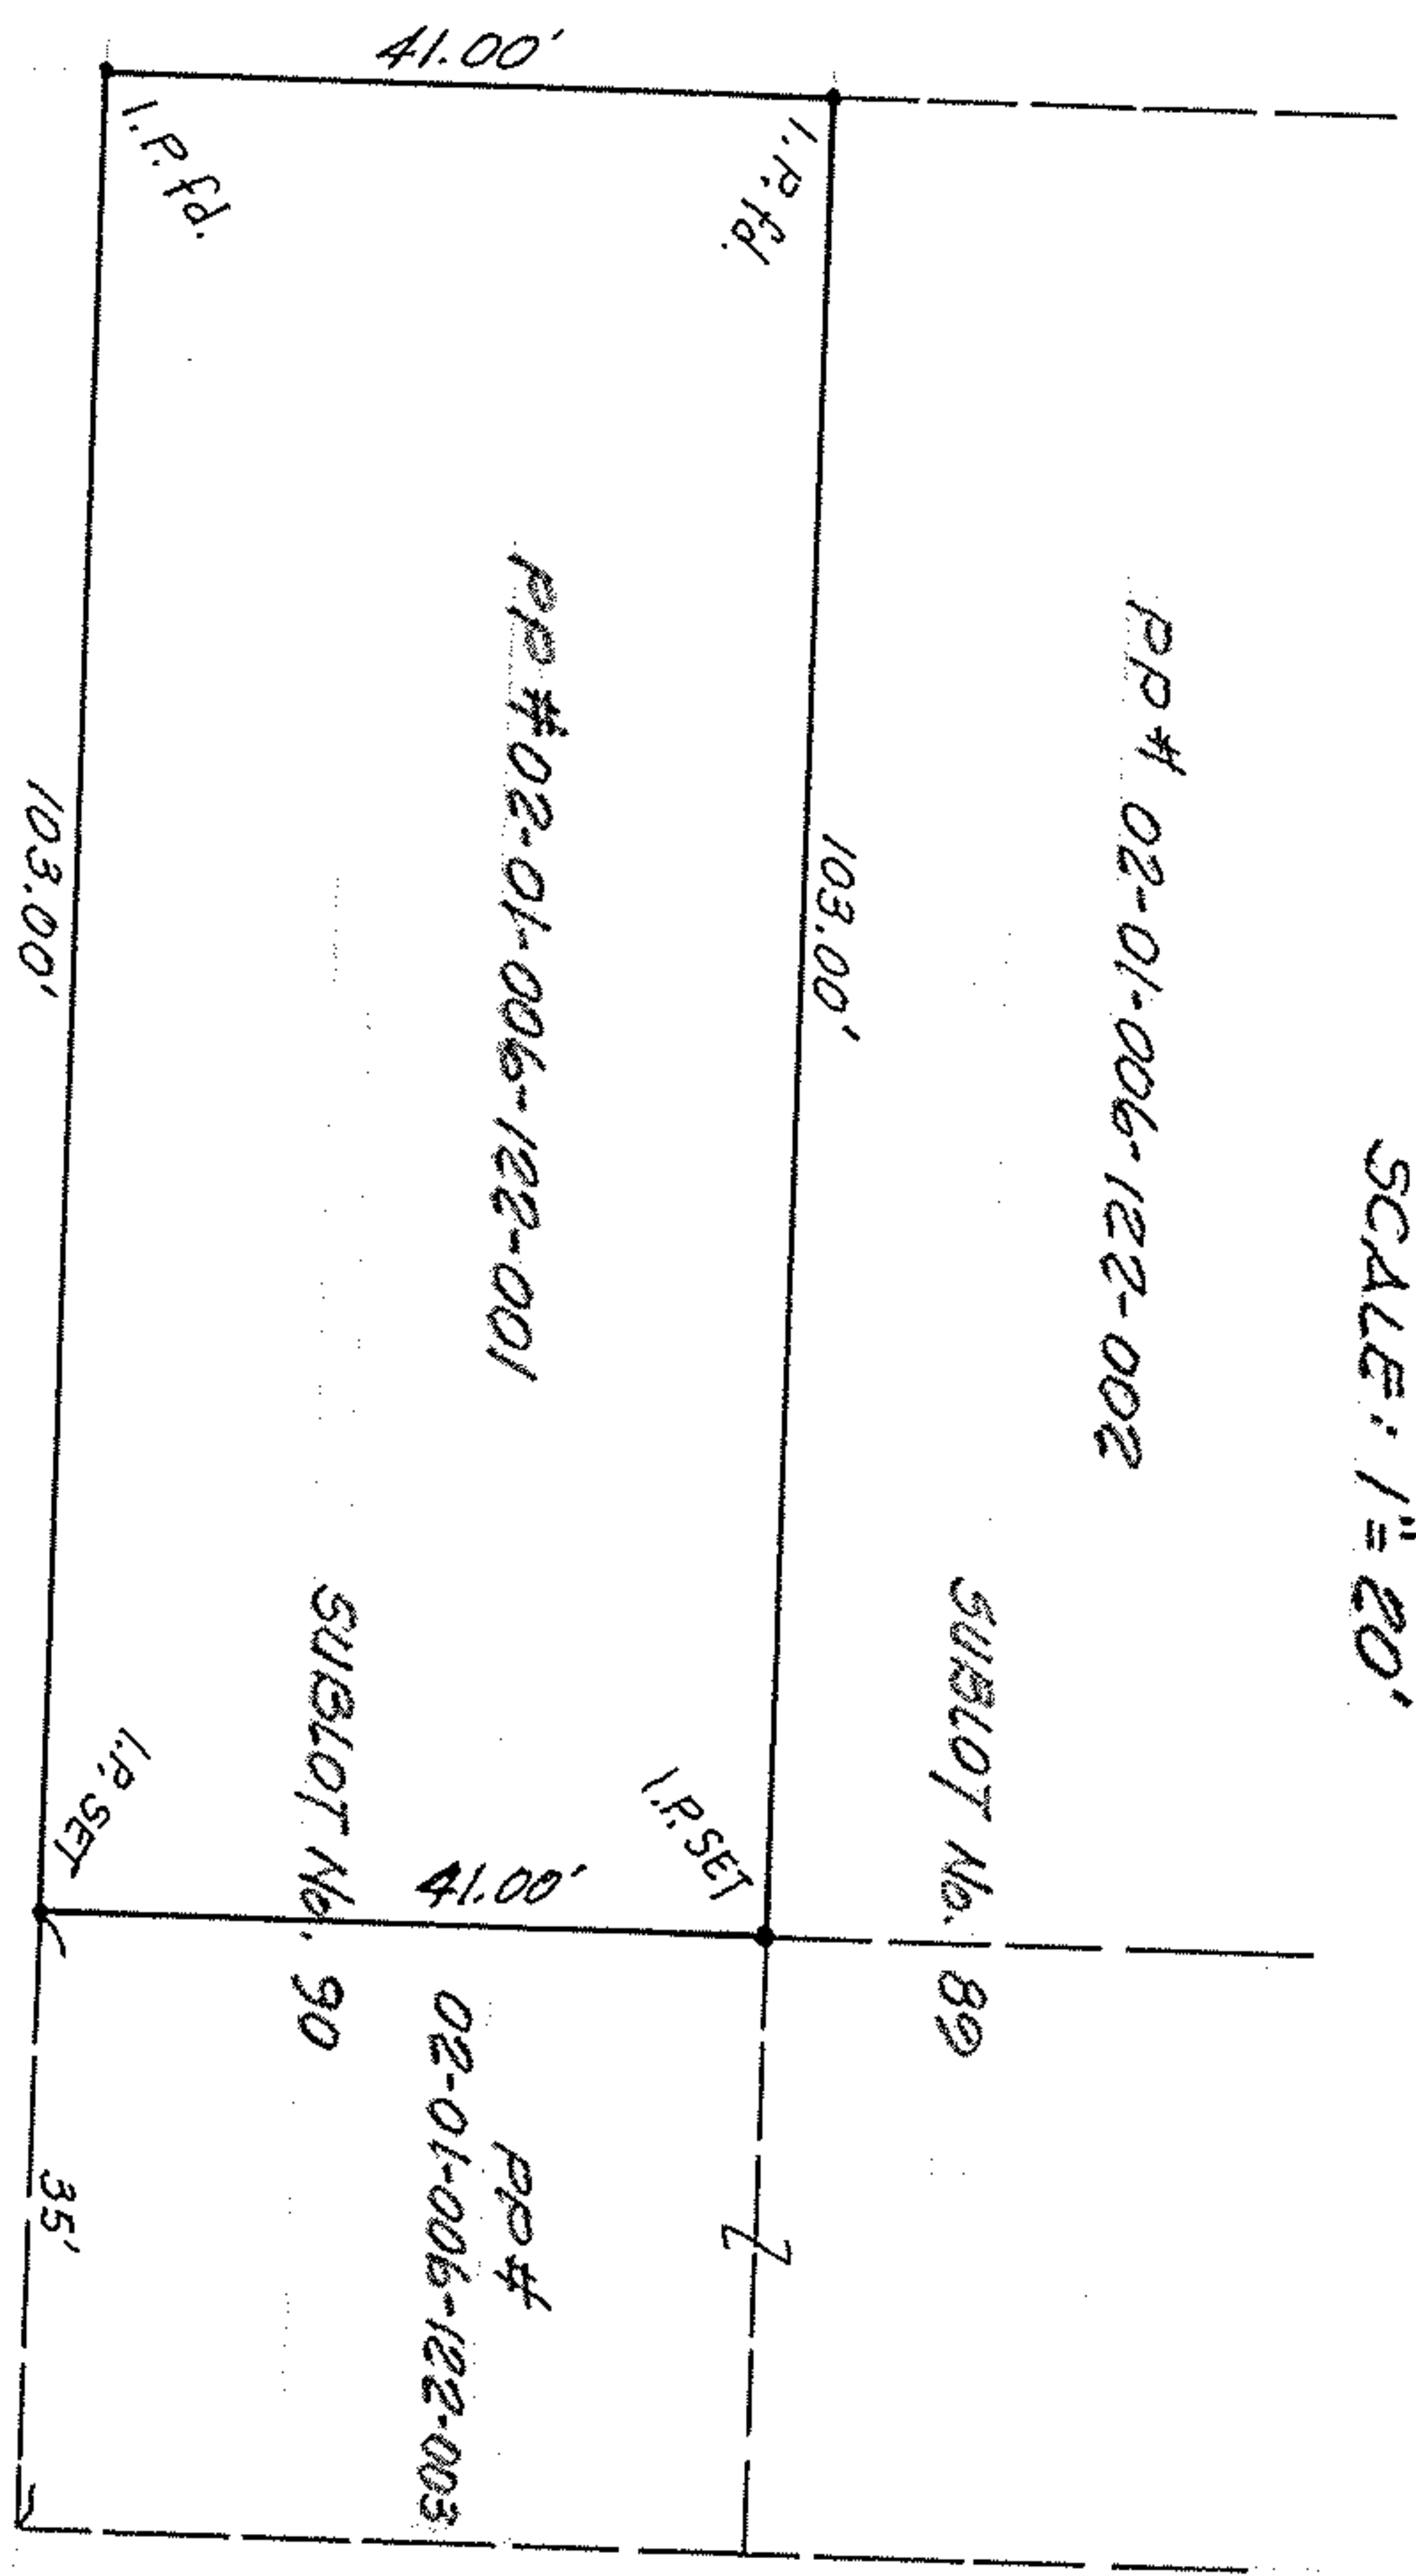 SCALE: 1"= 20'
41.00'
I.P. fd.
I.P. fd.
PP# 02-01-006-122-002
103.00'
PP #02-01-006-122-001
103.00'
SUBLOT No. 89
SUBLOT No. 90
I.P. SET
I.P. SET
41.00'
PP#
02-01-006-122-003
35'